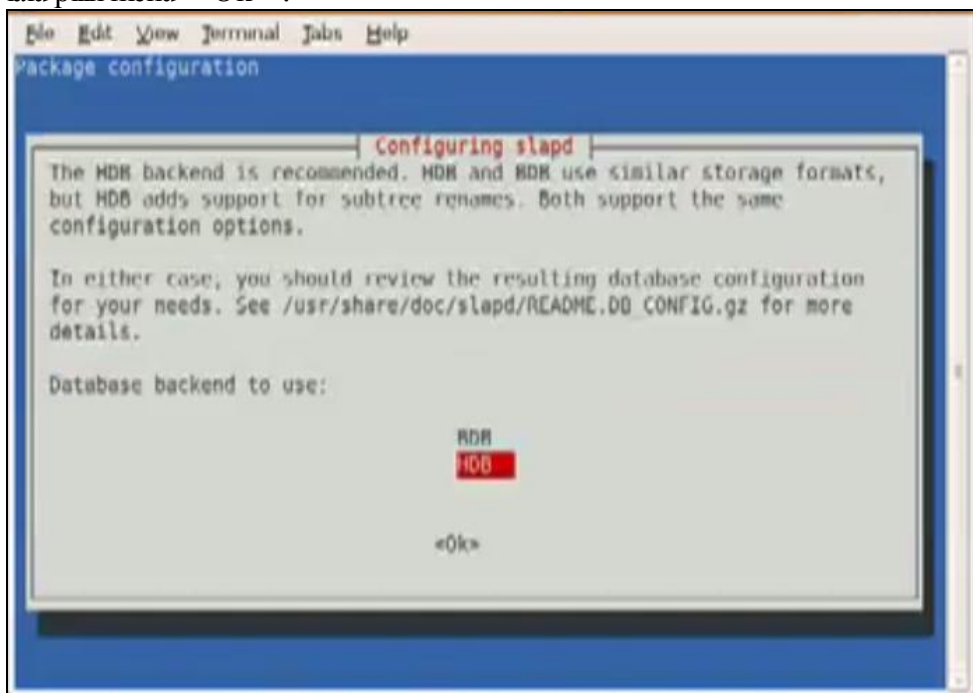 File Edit View Terminal Tabs Help
Package configuration
Configuring slapd
The HDB backend is recommended. HDB and BDB use similar storage formats,
but HDB adds support for subtree renames. Both support the same
configuration options.
In either case, you should review the resulting database configuration
for your needs. See /usr/share/doc/slapd/README.DB_CONFIG.gz for more
details.
Database backend to use:
BDB
HDB
<Ok>